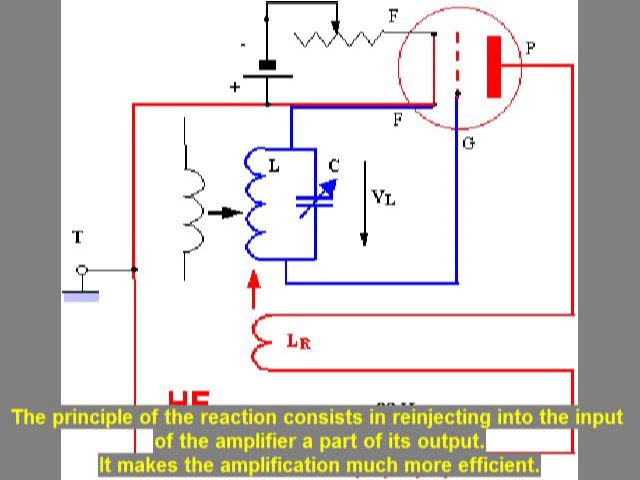 F
-
P
+
F
G
L
C
VL
T
LR
HF
The principle of the reaction consists in reinjecting into the input
of the amplifier a part of its output.
It makes the amplification much more efficient.